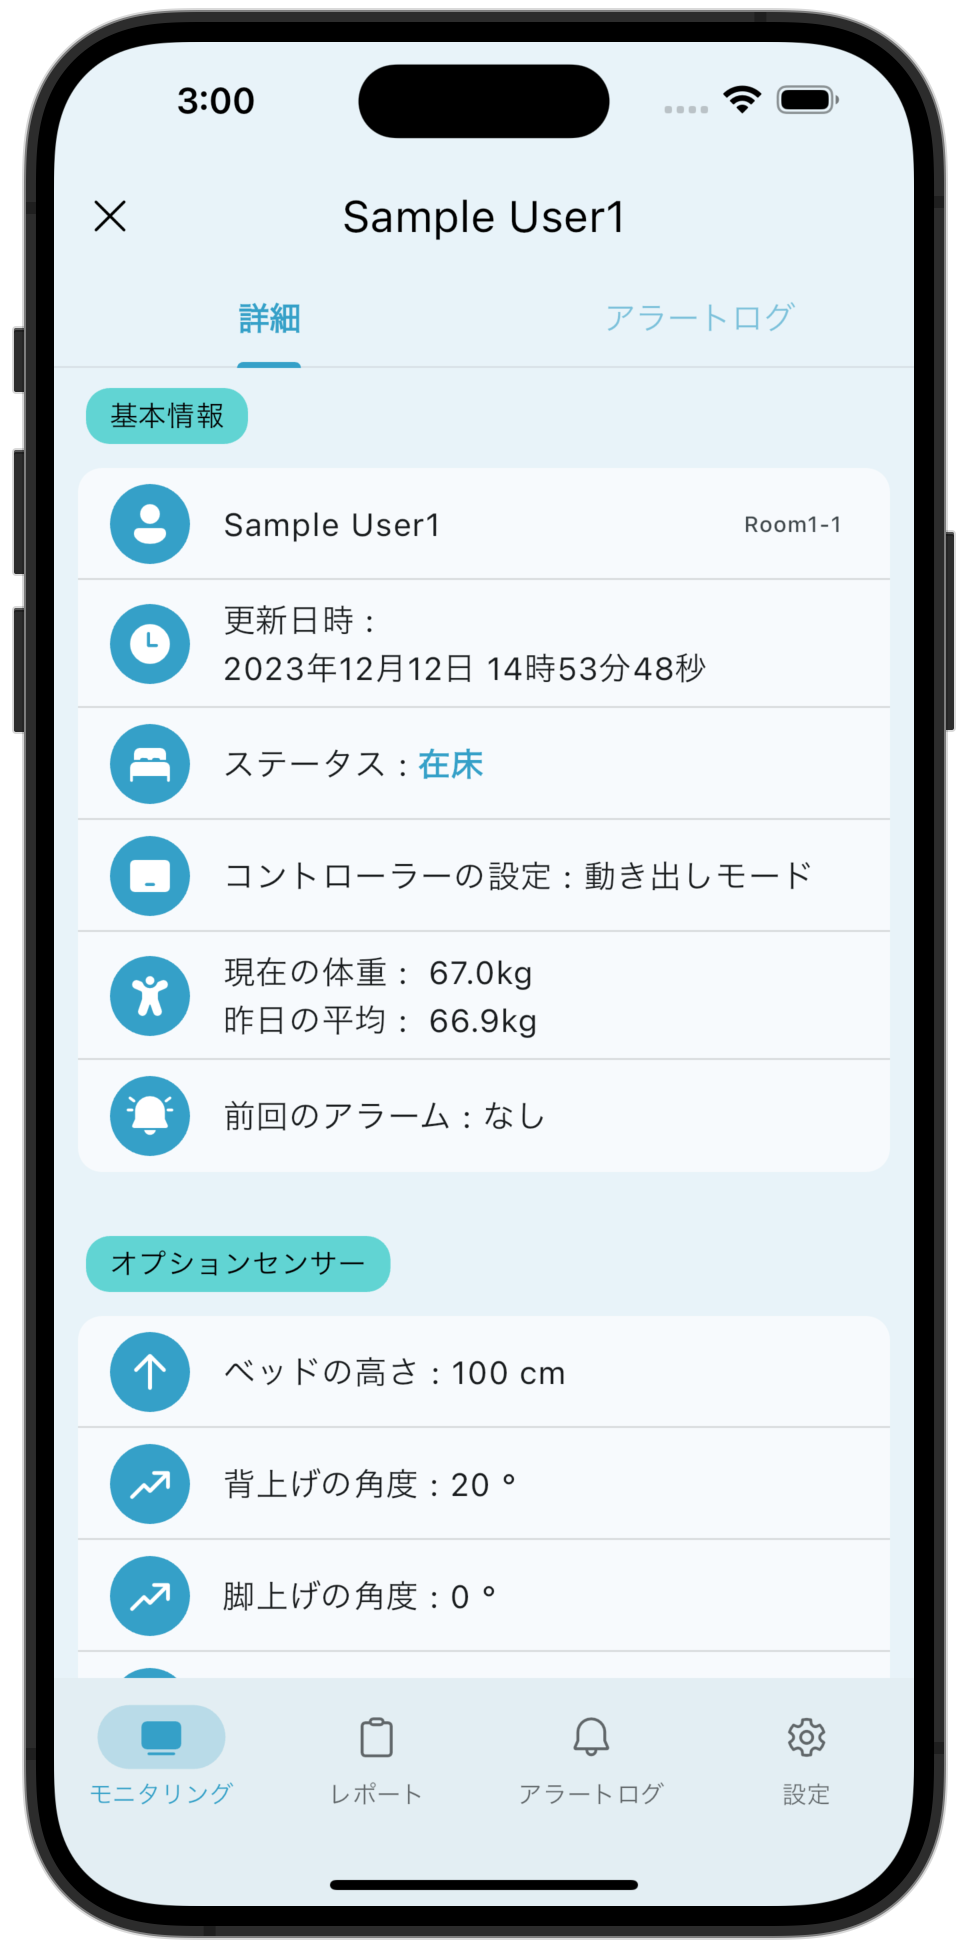 3:00
Sample User1
詳細
アラートログ
基本情報
Sample User1
Room1-1
更新日時 :
2023年12月12日 14時53分48秒
ステータス : 在床
コントローラーの設定 : 動き出しモード
現在の体重 : 67.0kg
昨日の平均 : 66.9kg
前回のアラーム : なし
オプションセンサー
ベッドの高さ : 100 cm
背上げの角度 : 20 °
脚上げの角度 : 0 °
モニタリング
レポート
アラートログ
設定